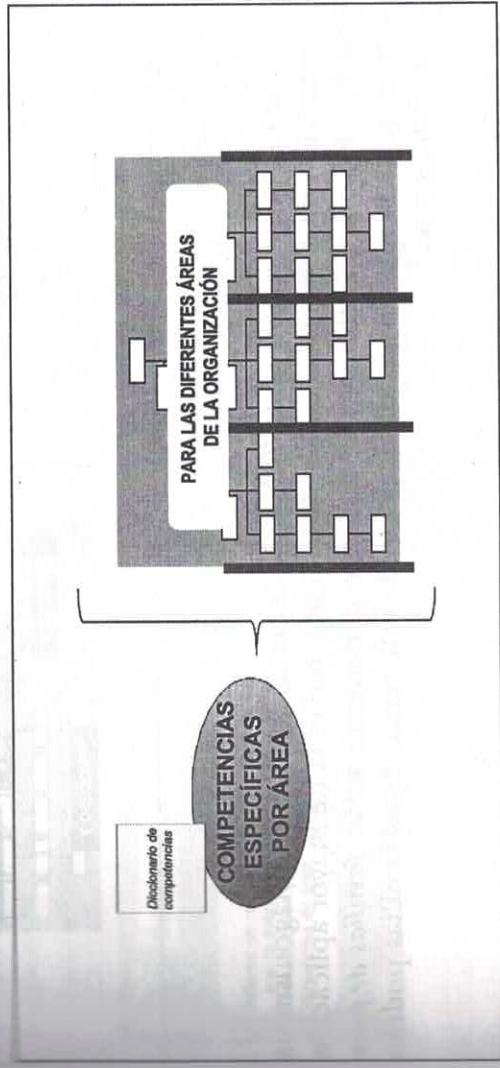 Diccionario de
competencias
COMPETENCIAS
ESPECÍFICAS
POR ÁREA
PARA LAS DIFERENTES ÁREAS
DE LA ORGANIZACIÓN